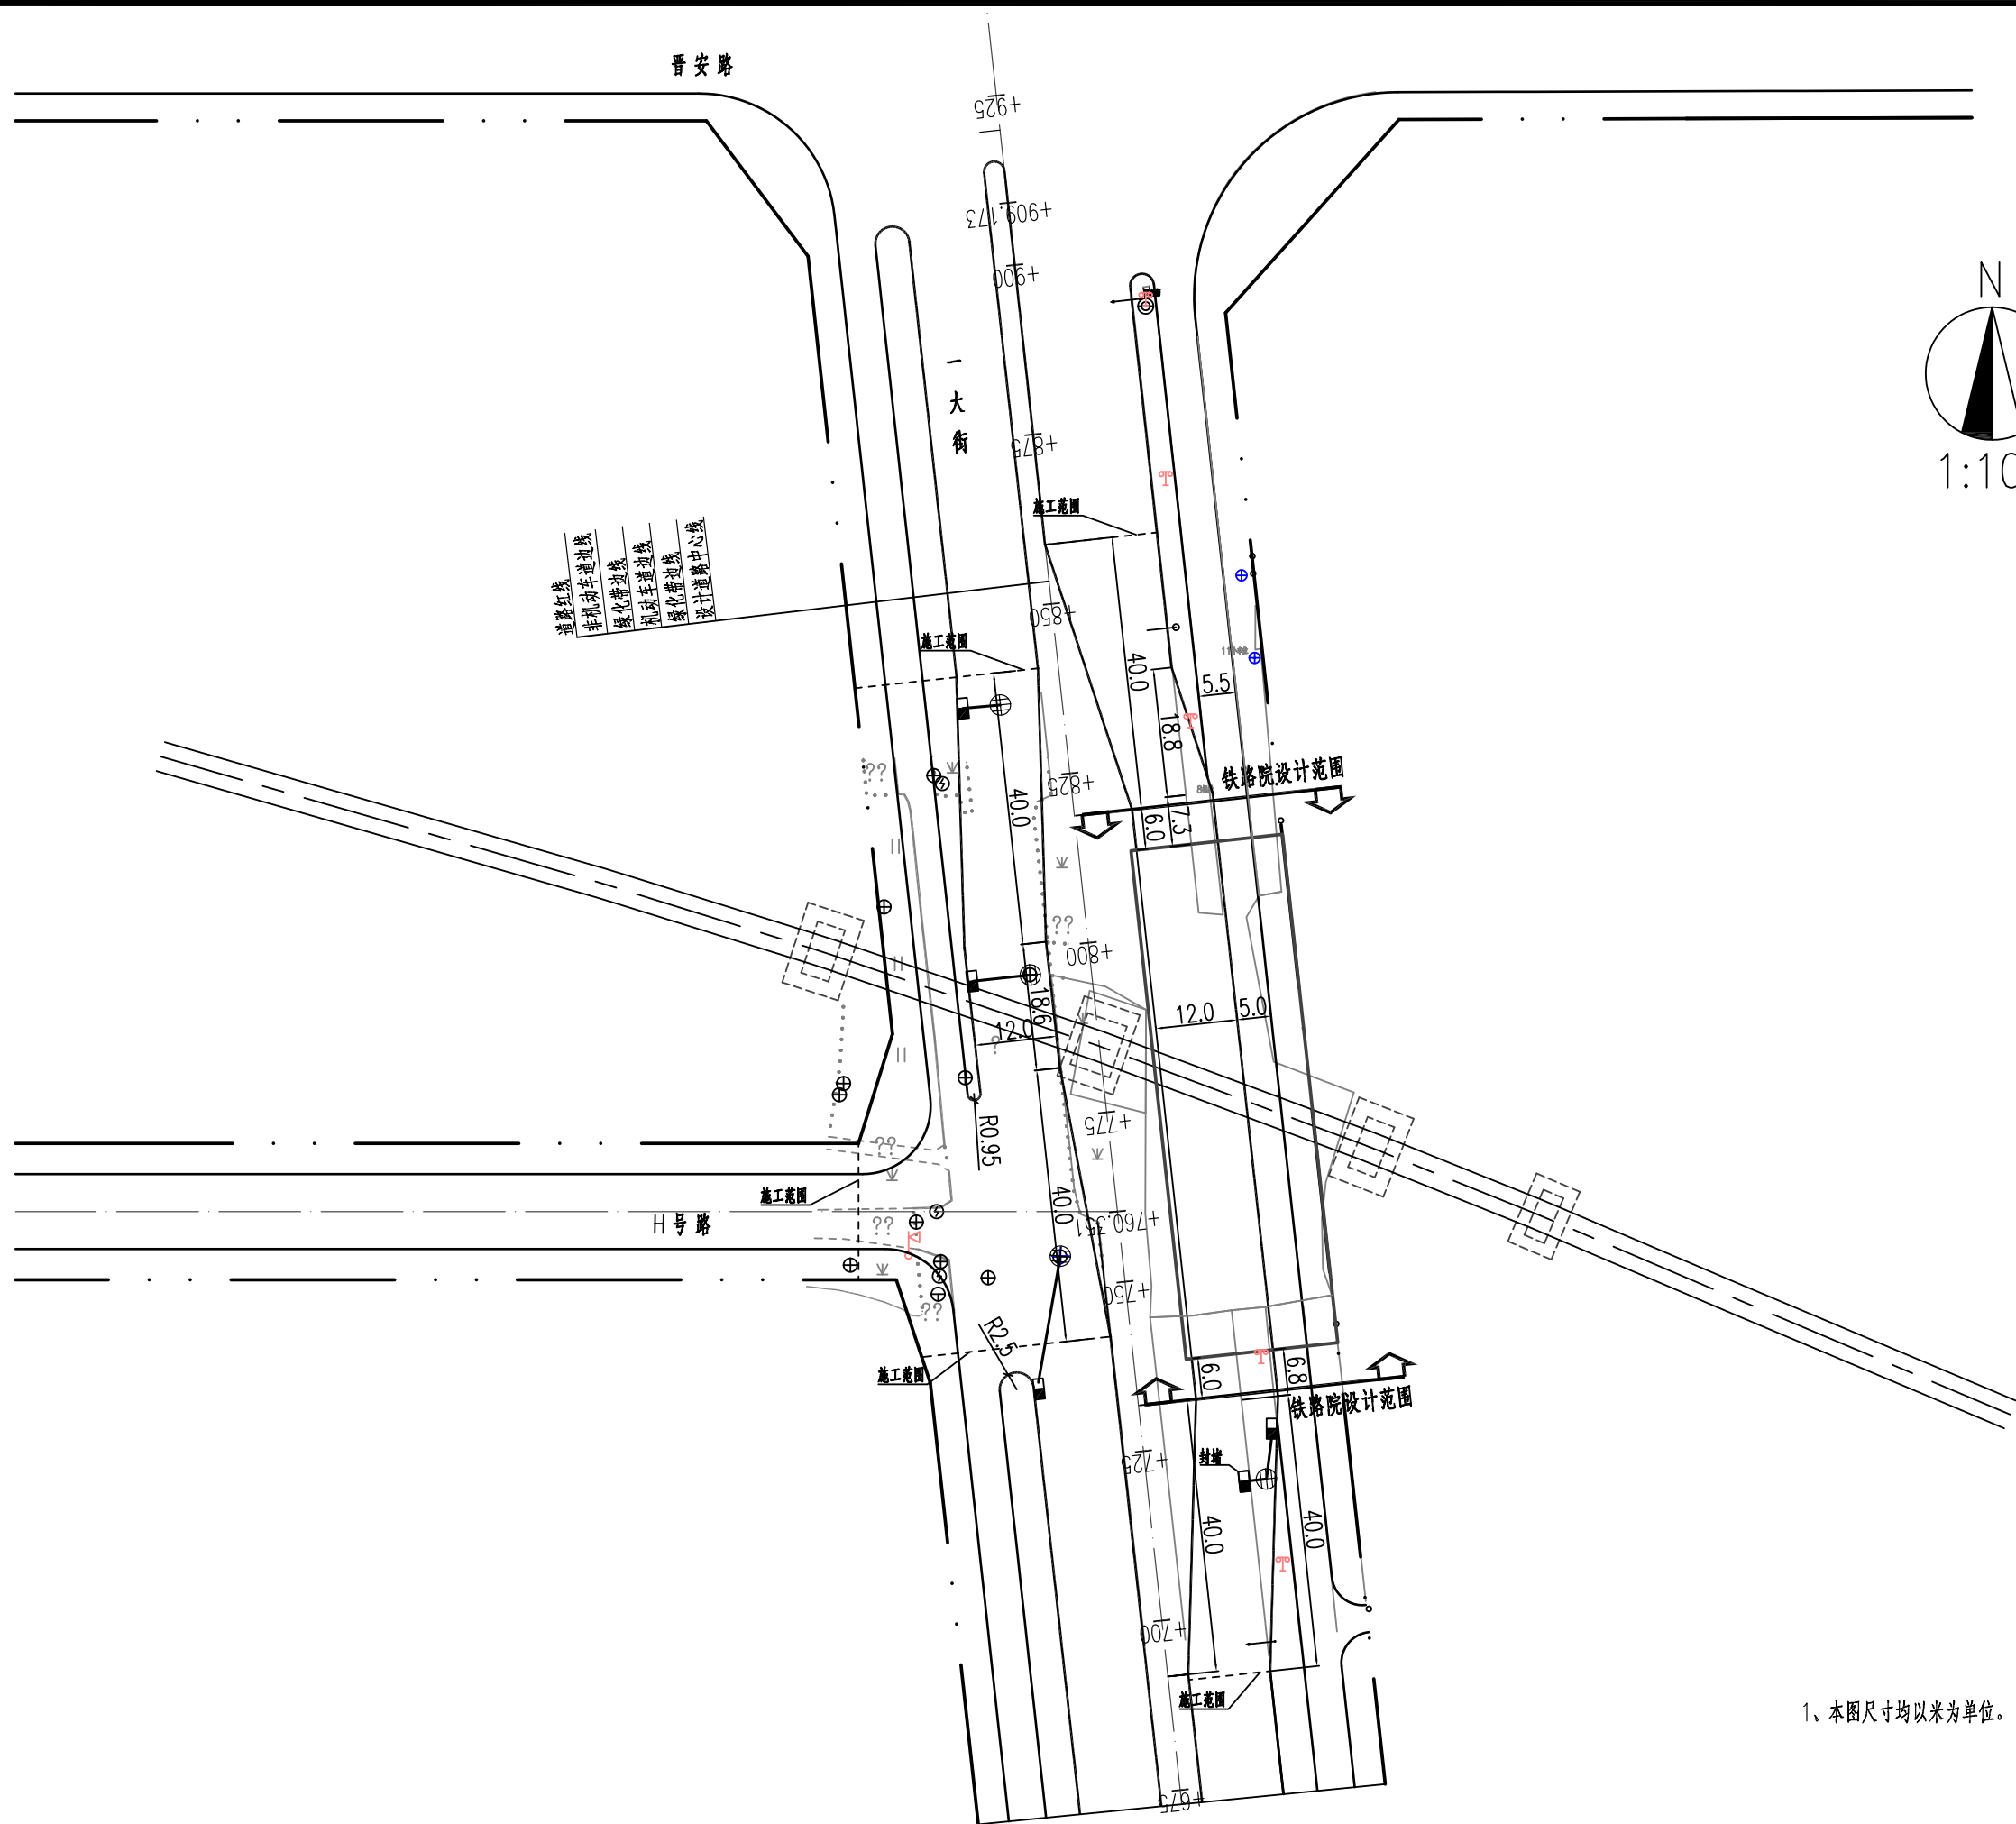 晋安路
+925
+909.173
+900
N
一大街
+875
1:10
施工范围
道路红线
非机动车道边线
绿化带边线
机动车道边线
绿化带边线
设计道路中心线
+850
施工范围
40.0
5.5
18.8
铁路院设计范围
+825
40.0
6.0
17.3
??
??
+800
18.6
12.0
12.0
5.0
?
R0.95
+775
??
施工范围
H号路
40.0
+760.351
??
+750
??
R2.5
施工范围
6.0
6.8
铁路院设计范围
+725
封堵
40.0
40.0
+700
施工范围
1、本图尺寸均以米为单位。
+675